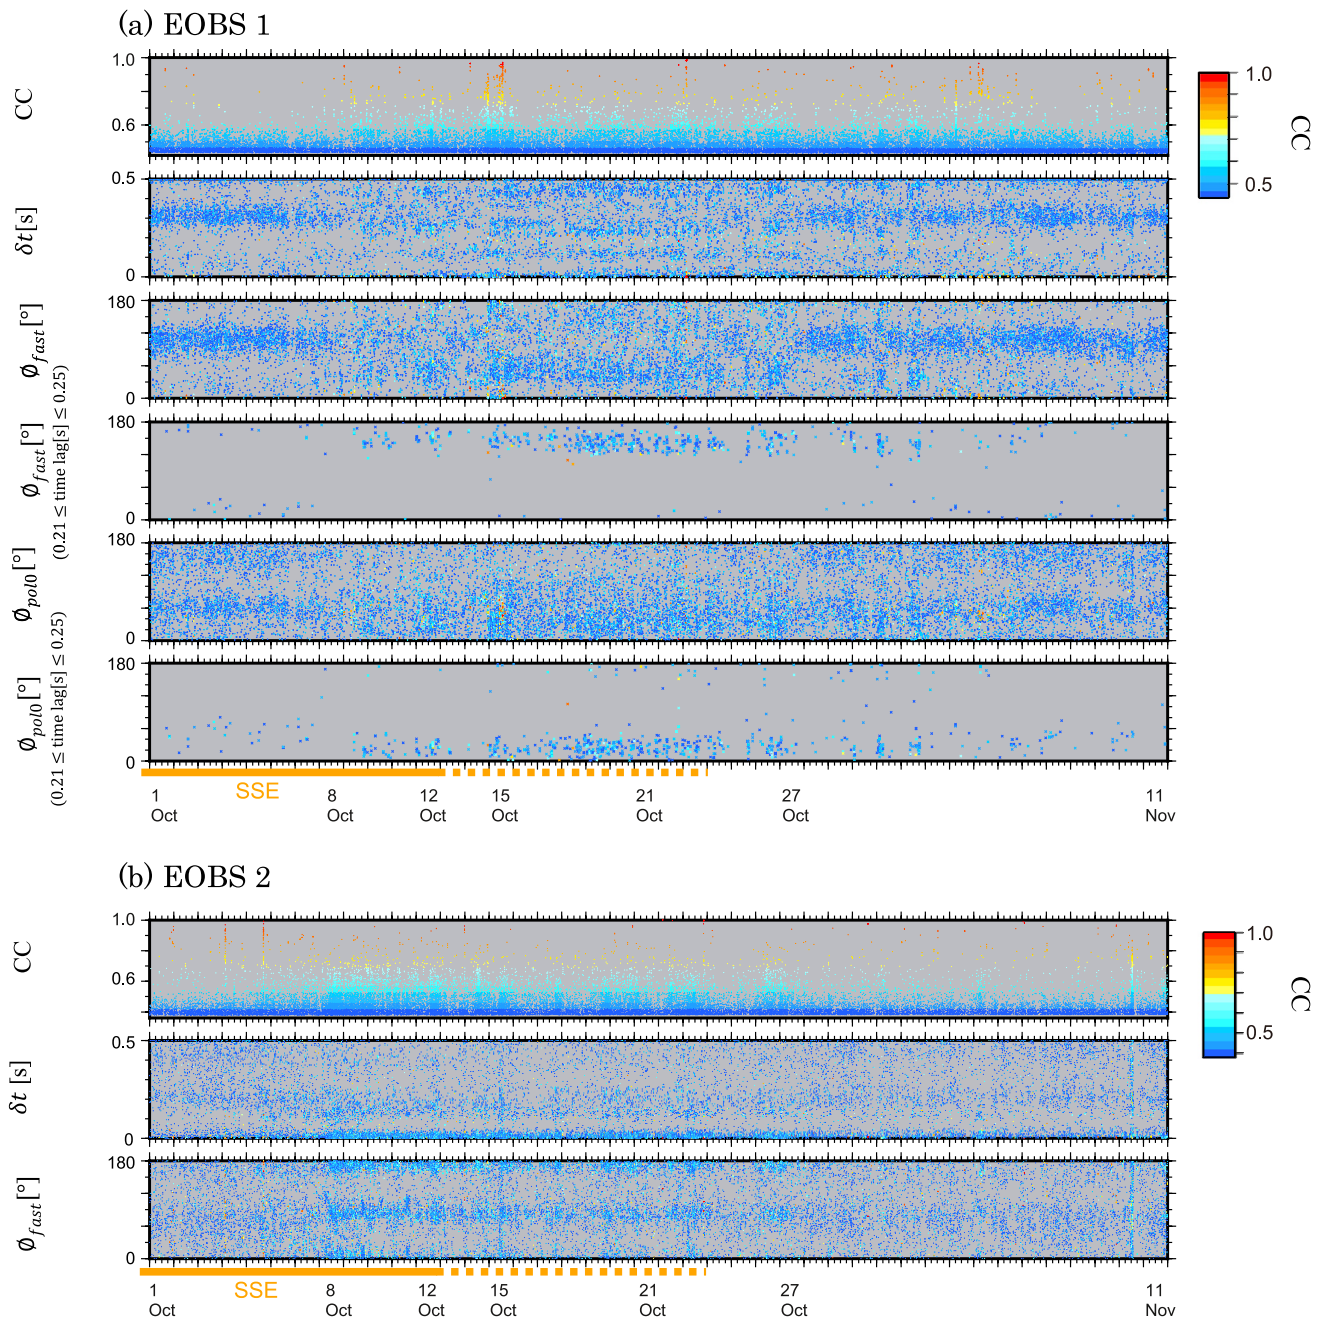 (a) EOBS 1
CC
1.0
0.6
1.0
0.5
CC
δt[s]
0.5
0
ϕfast[°]
180
0
ϕfast[°]
(0.21 ≤ time lag[s] ≤ 0.25)
180
0
ϕpol0[°]
180
0
ϕpol0[°]
(0.21 ≤ time lag[s] ≤ 0.25)
180
0
SSE
1 8 12 15 21 27 11
Oct Oct Oct Oct Oct Oct Nov
(b) EOBS 2
CC
1.0
0.6
1.0
0.5
CC
δt [s]
0.5
0
ϕfast[°]
180
0
SSE
1 8 12 15 21 27 11
Oct Oct Oct Oct Oct Oct Nov